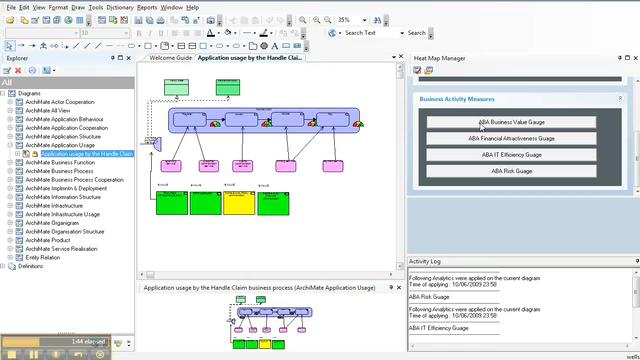 File Edit View Format Draw Tools Dictionary Reports Window Help
35%
Search Text
Explorer
Welcome Guide
Application usage by the Handle Claim...
Heat Map Manager
All
Diagrams
ArchiMate Actor Cooperation
ArchiMate All View
ArchiMate Application Behaviour
ArchiMate Application Cooperation
ArchiMate Application Structure
ArchiMate Application Usage
Application usage by the Handle Claim
ArchiMate Business Function
ArchiMate Business Process
ArchiMate Business Process Cooperation
ArchiMate Implmntn & Deployment
ArchiMate Information Structure
ArchiMate Infrastructure
ArchiMate Infrastructure Usage
ArchiMate Organigram
ArchiMate Organisation Structure
ArchiMate Product
ArchiMate Service Realisation
Entity Relation
Definitions
Business Activity Measures
ABA Business Value Gauge
ABA Financial Attractiveness Guage
ABA IT Efficiency Guage
ABA Risk Guage
Activity Log
Following Analytics were applied on the current diagram
Time of applying : 10/06/2009 23:58
ABA Risk Guage
Following Analytics were applied on the current diagram
Time of applying : 10/06/2009 23:58
ABA IT Efficiency Guage
Application usage by the Handle Claim business process (ArchiMate Application Usage)
1:44 elapsed